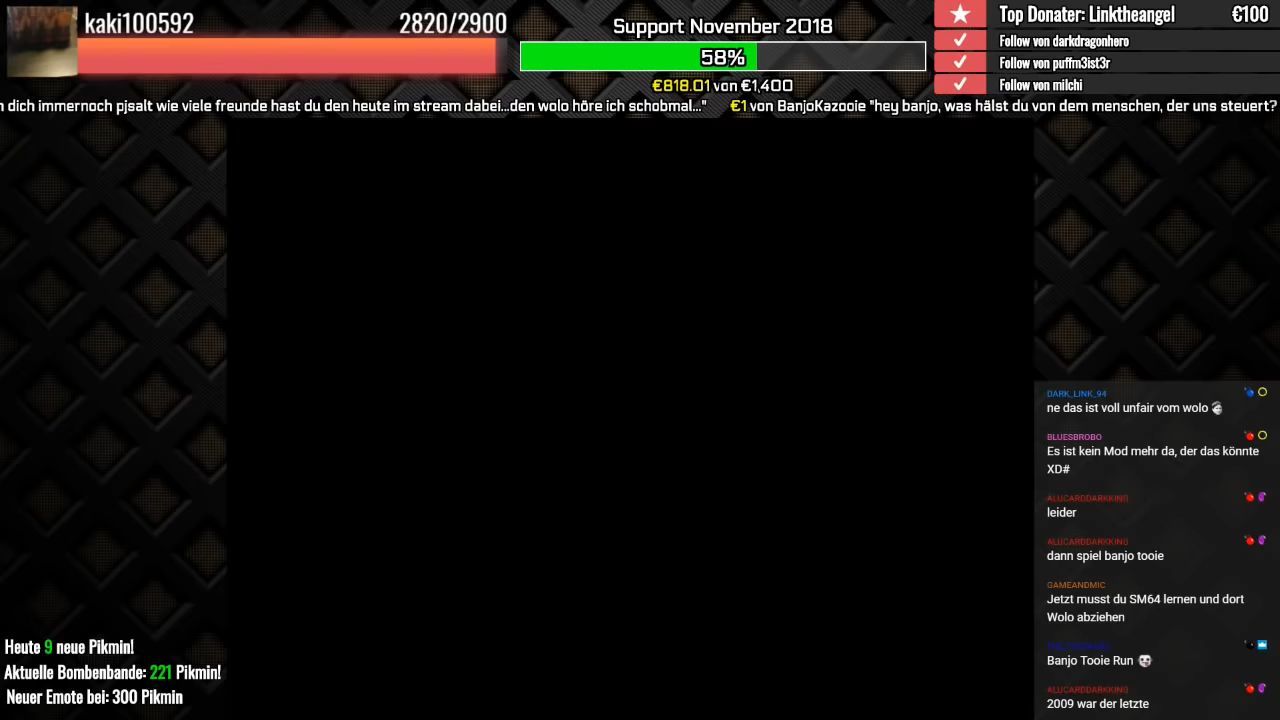 kaki100592 2820/2900
Support November 2018
58%
€818.01 von €1,400
Top Donater: Linktheangel €100
Follow von darkdragonhero
Follow von puffm3ist3r
Follow von milchi
n dich immernoch pjsalt wie viele freunde hast du den heute im stream dabei...den wolo höre ich schobmal..." €1 von BanjoKazooie "hey banjo, was hälst du von dem menschen, der uns steuert?
DARK_LINK_94
ne das ist voll unfair vom wolo
BLUESBROBO
Es ist kein Mod mehr da, der das könnte
XD#
ALUCARDDARKKING
leider
ALUCARDDARKKING
dann spiel banjo tooie
GAMEANDMIC
Jetzt musst du SM64 lernen und dort
Wolo abziehen
Banjo Tooie Run
ALUCARDDARKKING
2009 war der letzte
Heute 9 neue Pikmin!
Aktuelle Bombenbande: 221 Pikmin!
Neuer Emote bei: 300 Pikmin